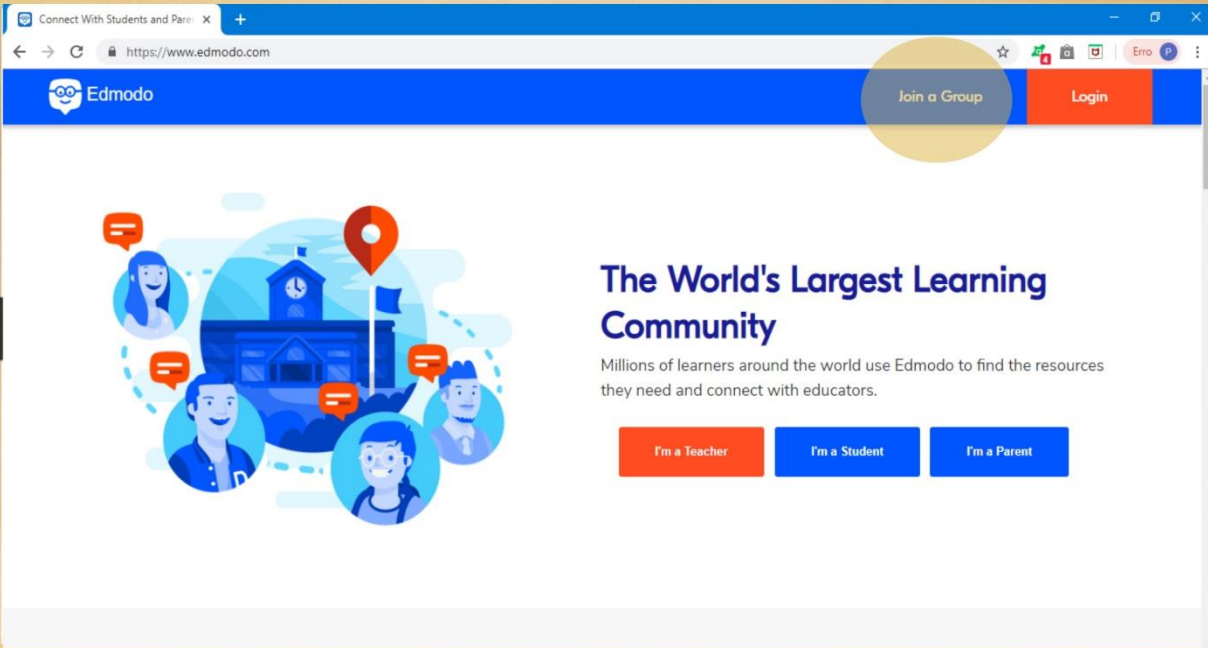 Connect With Students and Pare
https://www.edmodo.com
4
Erro P
Edmodo
Join a Group
Login
The World's Largest Learning
Community
Millions of learners around the world use Edmodo to find the resources
they need and connect with educators.
I'm a Teacher
I'm a Student
I'm a Parent
D